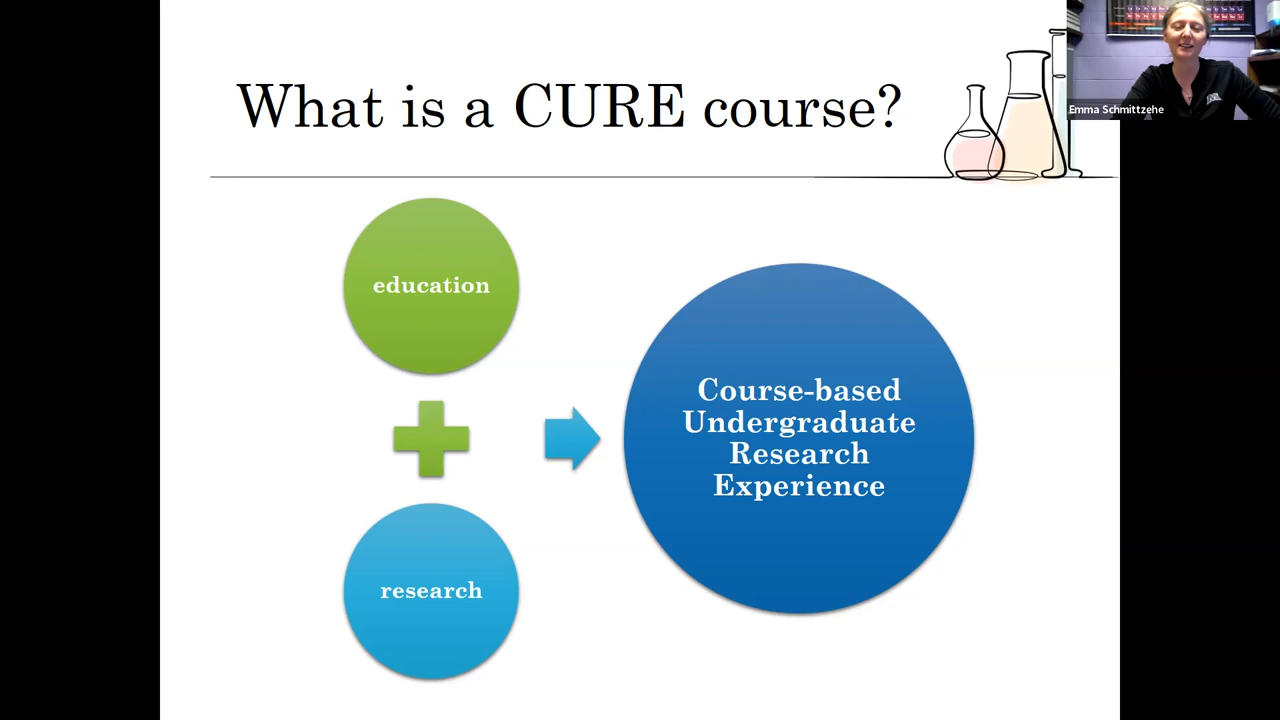 What is a CURE course?
Emma Schmittzehe
education
research
Course-based
Undergraduate
Research
Experience